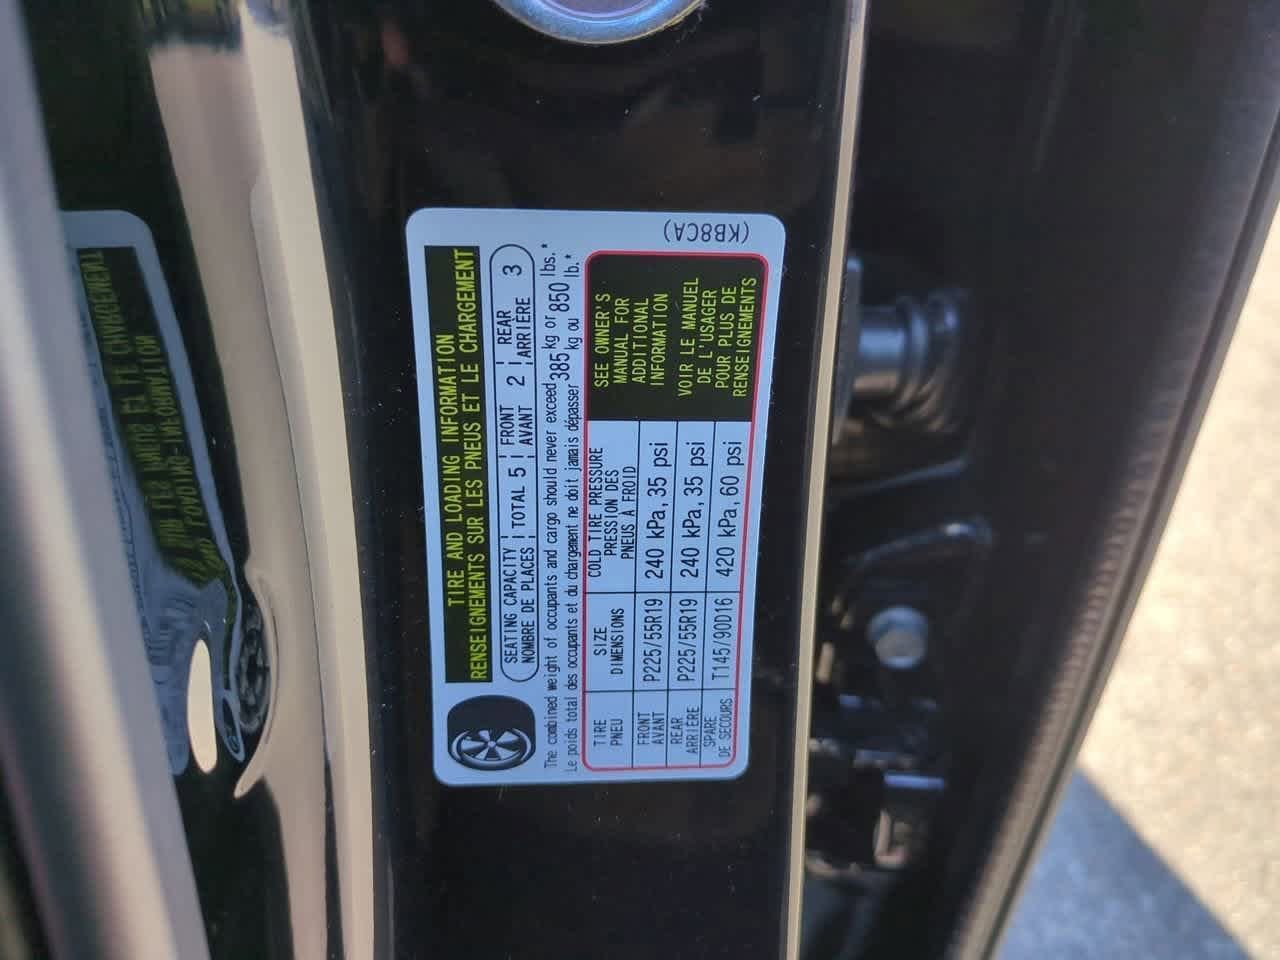 TIRE AND LOADING INFORMATION
RENSEIGNEMENTS SUR LES PNEUS ET LE CHARGEMENT
SEATING CAPACITY | TOTAL 5 | FRONT 2 | REAR 3
NOMBRE DE PLACES | AVANT | ARRIÈRE
The combined weight of occupants and cargo should never exceed 385 kg or 850 lbs.*
Le poids total des occupants et du chargement ne doit jamais dépasser 385 kg ou 850 lb.*
TIRE
PNEU
SIZE
DIMENSIONS
COLD TIRE PRESSURE
PRESSION DES
PNEUS À FROID
FRONT
AVANT
P225/55R19
240 kPa, 35 psi
REAR
ARRIÈRE
P225/55R19
240 kPa, 35 psi
SPARE
DE SECOURS
T145/90D16
420 kPa, 60 psi
SEE OWNER'S
MANUAL FOR
ADDITIONAL
INFORMATION
VOIR LE MANUEL
DE L'USAGER
POUR PLUS DE
RENSEIGNEMENTS
(KB8CA)